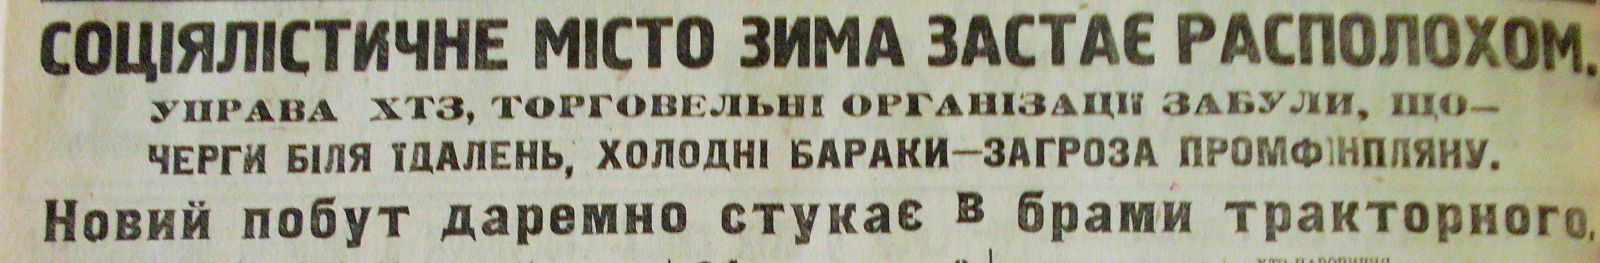 СОЦІЯЛІСТИЧНЕ МІСТО ЗИМА ЗАСТАЄ РАСПОЛОХОМ.
УПРАВА ХТЗ, ТОРГОВЕЛЬНІ ОРГАНІЗАЦІЇ ЗАБУЛИ, ЩО—
ЧЕРГИ БІЛЯ ЇДАЛЕНЬ, ХОЛОДНІ БАРАКИ—ЗАГРОЗА ПРОМФІНПЛЯНУ.
Новий побут даремно стукає в брами тракторного.